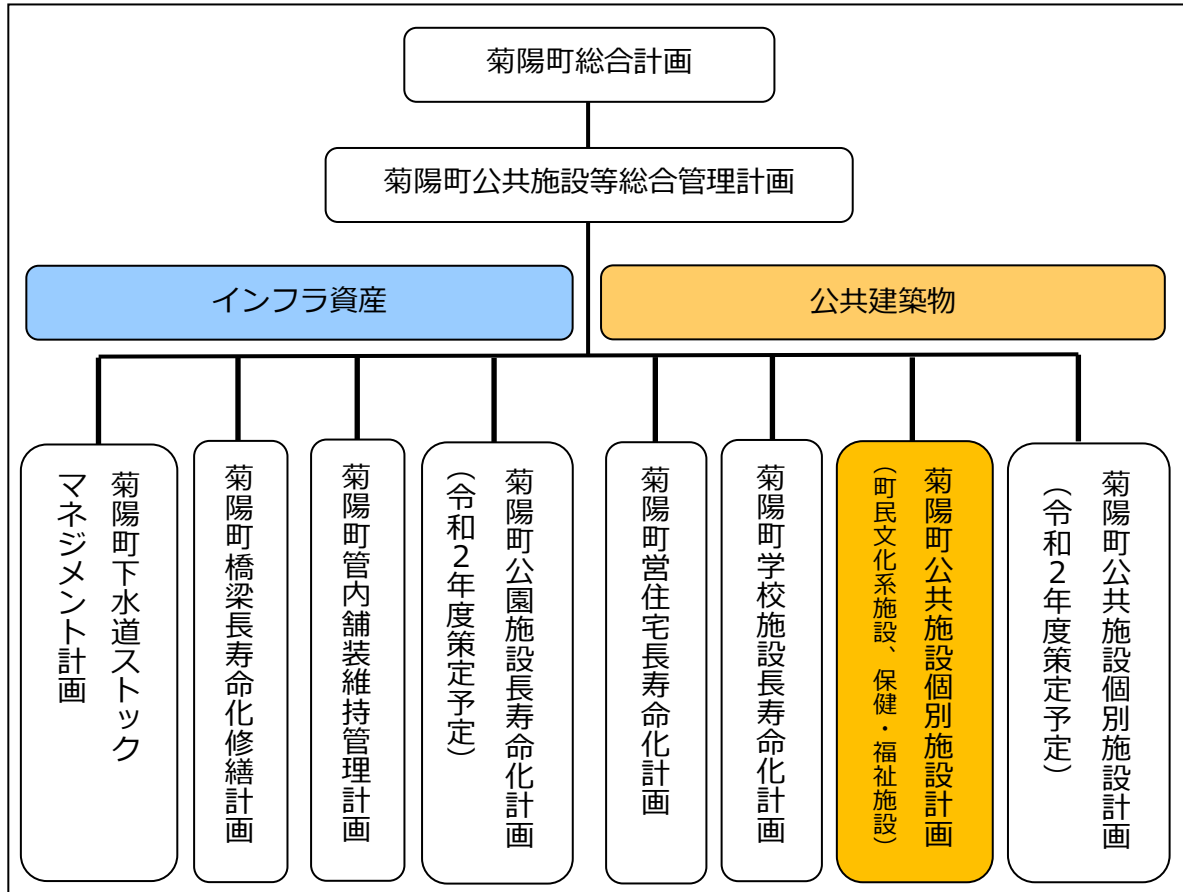 菊陽町総合計画
菊陽町公共施設等総合管理計画
インフラ資産
公共建築物
菊陽町下水道ストック
マネジメント計画
菊陽町橋梁長寿命化修繕計画
菊陽町管内舗装維持管理計画
菊陽町公園施設長寿命化計画
（令和２年度策定予定）
菊陽町営住宅長寿命化計画
菊陽町学校施設長寿命化計画
菊陽町公共施設個別施設計画
（町民文化系施設、保健・福祉施設）
菊陽町公共施設個別施設計画
（令和２年度策定予定）